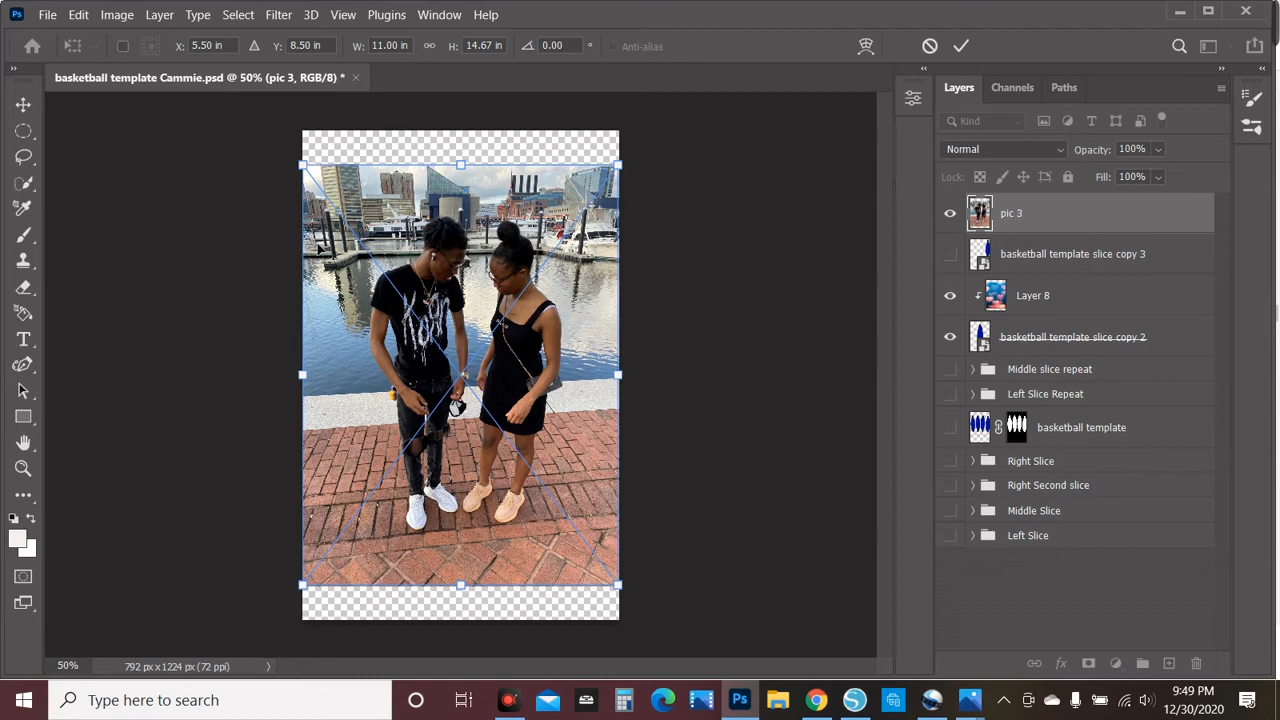 Ps File Edit Image Layer Type Select Filter 3D View Plugins Window Help
X: 5.50 in Y: 8.50 in W: 11.00 in H: 14.67 in 0.00 ° Anti-alias
basketball template Cammie.psd @ 50% (pic 3, RGB/8) * ×
Layers Channels Paths
Kind
Normal Opacity: 100%
Lock: Fill: 100%
pic 3
basketball template slice copy 3
Layer 8
basketball template slice copy 2
Middle slice repeat
Left Slice Repeat
basketball template
Right Slice
Right Second slice
Middle Slice
Left Slice
fx
50% 792 px x 1224 px (72 ppi)
Type here to search
Ps
9:49 PM
12/30/2020